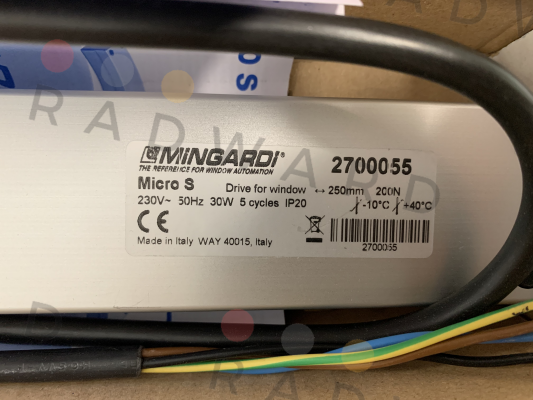 RADWARD
MINGARDI®
THE REFERENCE FOR WINDOW AUTOMATION
2700055
Micro S
Drive for window ↔ 250mm 200N
230V~ 50Hz 30W 5 cycles IP20
-10°C +40°C
CE
Made in Italy WAY 40015, Italy
2700055